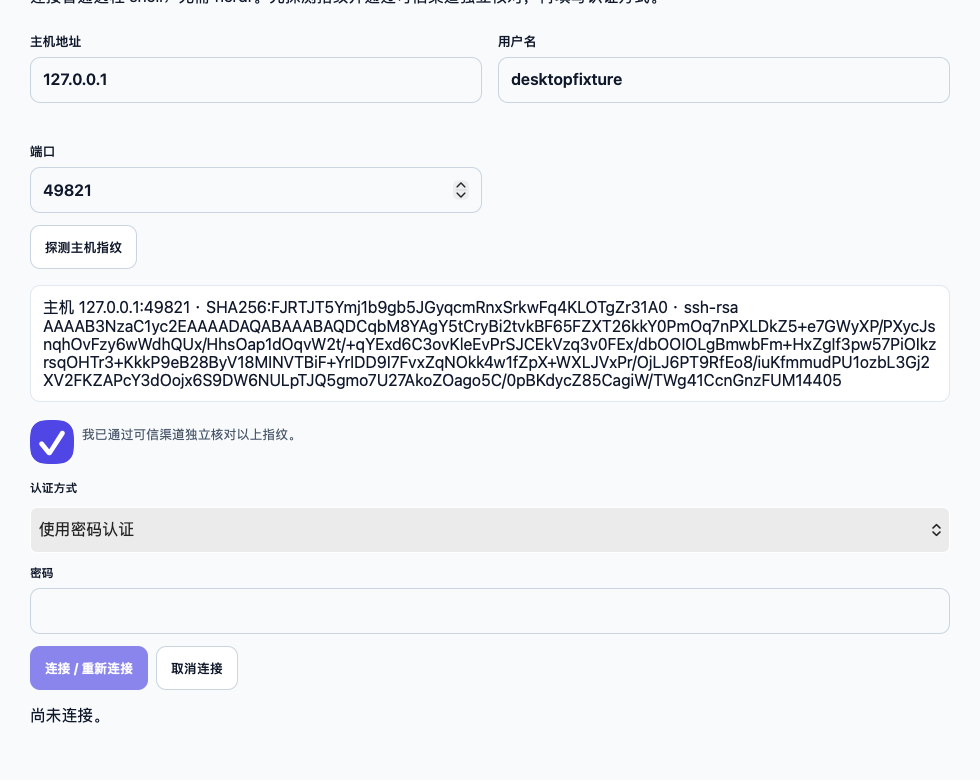 主机地址
用户名
127.0.0.1
desktopfixture
端口
49821
探测主机指纹
主机 127.0.0.1:49821 · SHA256:FJRTJT5Ymj1b9gb5JGyqcmRnxSrkwFq4KLOTgZr31A0 · ssh-rsa
AAAAB3NzaC1yc2EAAAADAQABAAABAQDCqbM8YAgY5tCryBi2tvkBF65FZXT26kkY0PmOq7nPXLDkZ5+e7GWyXP/PXycJs
nqhOvFzy6wWdhQUx/HhsOap1dOqvW2t/+qYExd6C3ovKleEvPrSJCEkVzq3v0FEx/dbOOlOLgBmwbFm+HxZglf3pw57PiOlkz
rsqOHTr3+KkkP9eB28ByV18MlNVTBiF+YrlDD9l7FvxZqNOkk4w1fZpX+WXLJVxPr/OjLJ6PT9RfEo8/iuKfmmudPU1ozbL3Gj2
XV2FKZAPcY3dOojx6S9DW6NULpTJQ5gmo7U27AkoZOago5C/0pBKdycZ85CagiW/TWg41CcnGnzFUM14405
我已通过可信渠道独立核对以上指纹。
认证方式
使用密码认证
密码
连接 / 重新连接
取消连接
尚未连接。